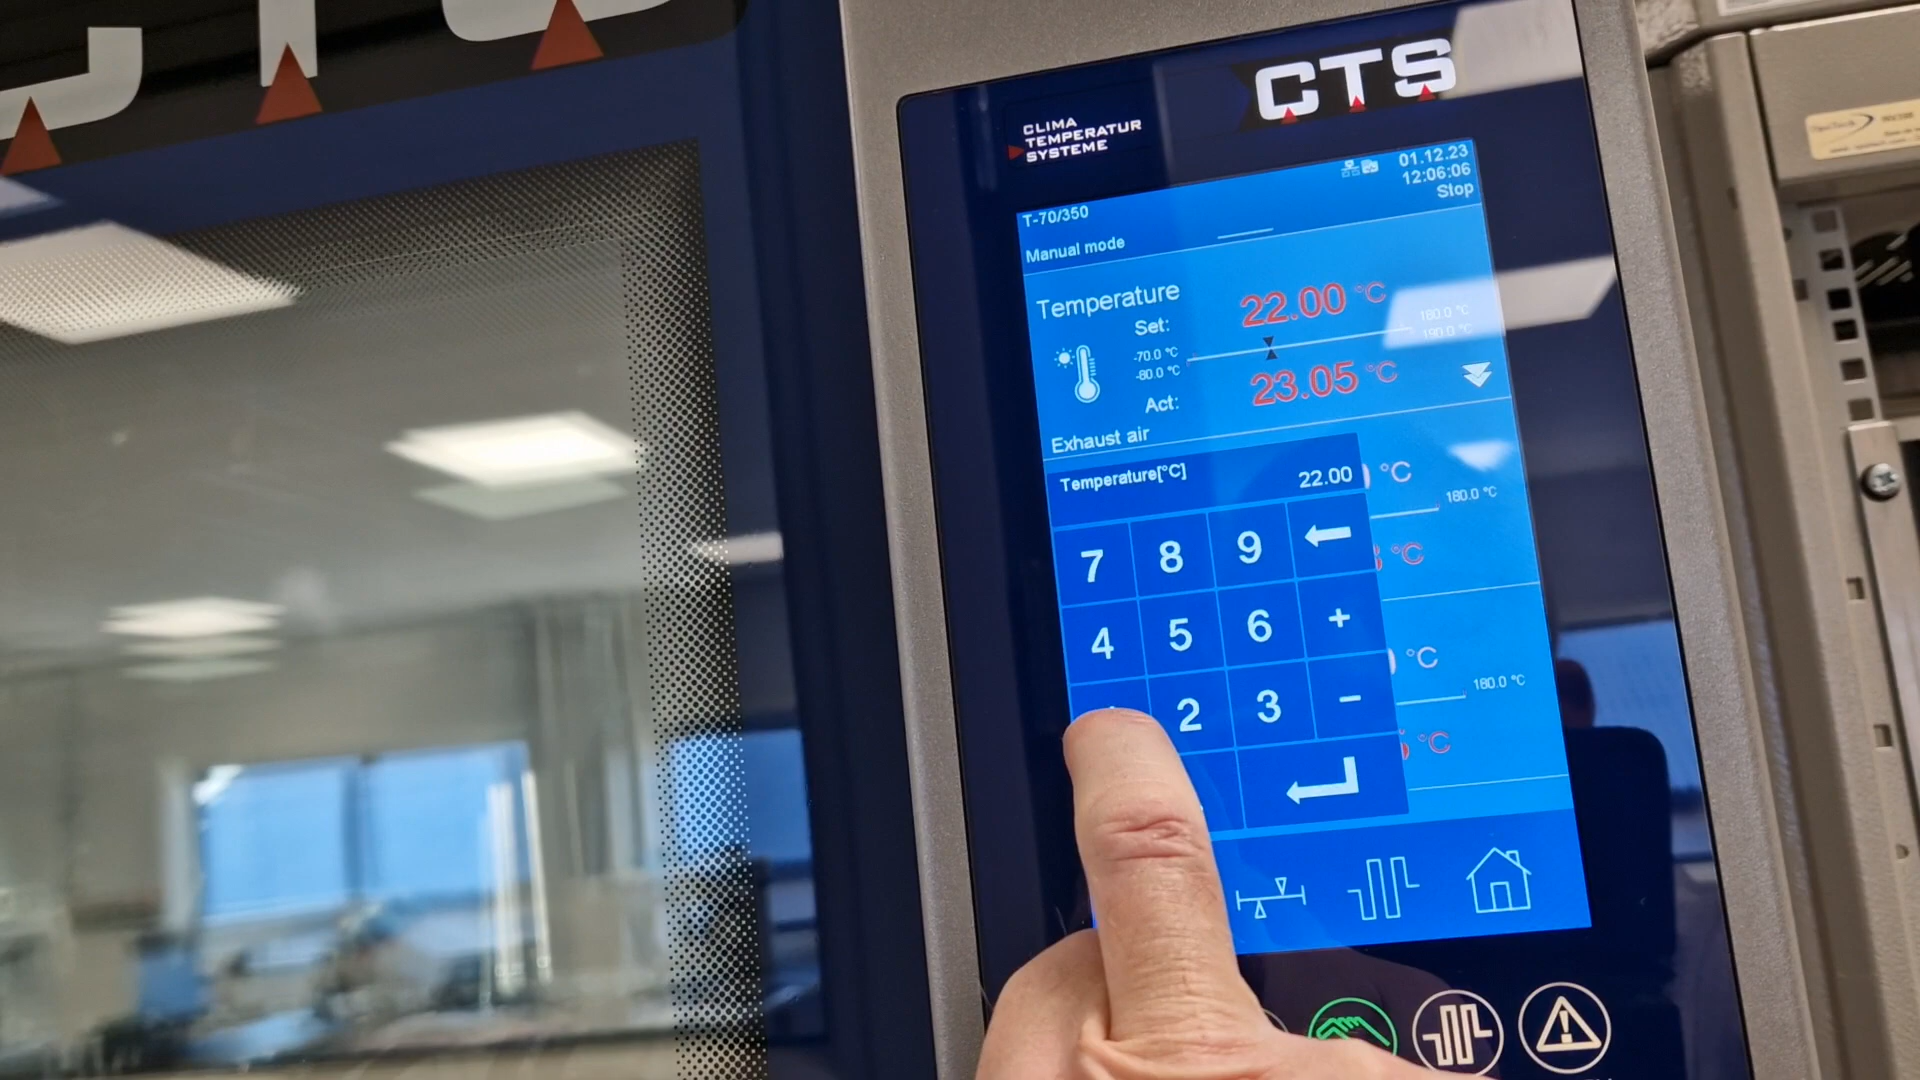 CTS
CTS
CLIMA
TEMPERATUR
SYSTEME
01.12.23
12:06:06
Stop
T-70/350
Manual mode
Temperature
Set:
22.00 °C
180.0 °C
190.0 °C
-70.0 °C
-80.0 °C
Act:
23.05 °C
Exhaust air
Temperature[°C]
22.00
°C
180.0 °C
°C
7 8 9
4 5 6 +
2 3 -
°C
180.0 °C
°C